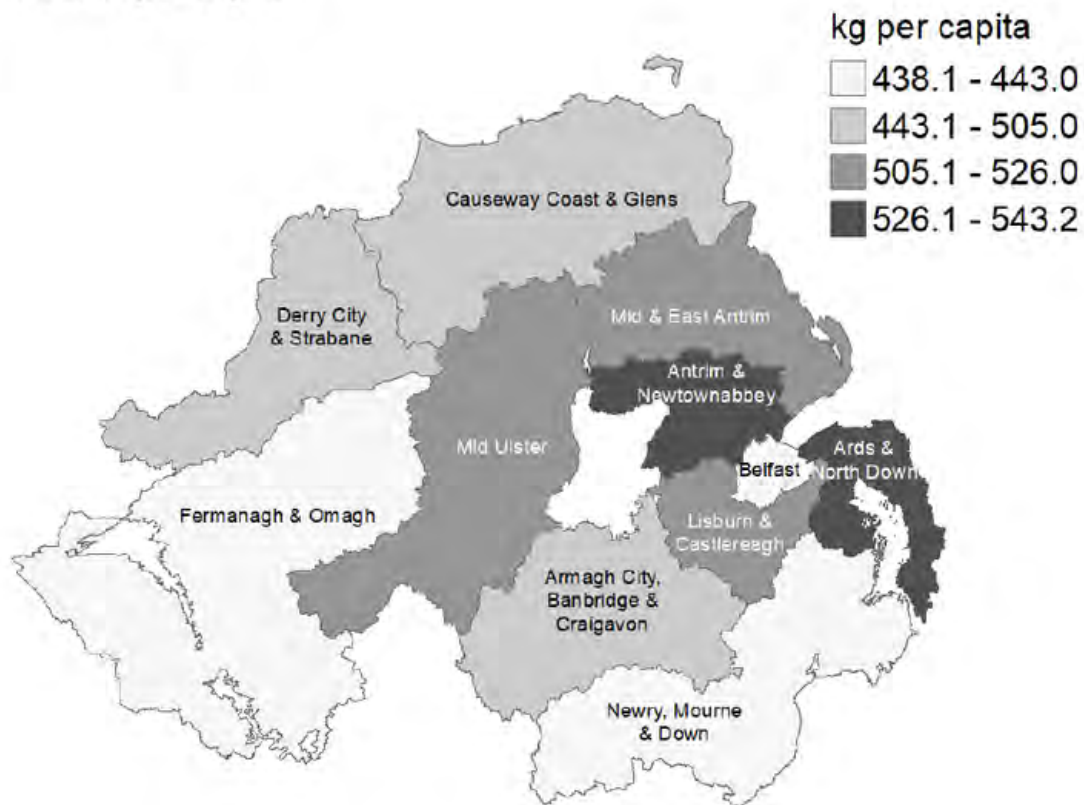 kg per capita
438.1 - 443.0
443.1 - 505.0
505.1 - 526.0
526.1 - 543.2
Causeway Coast & Glens
Derry City
& Strabane
Mid & East Antrim
Antrim &
Newtownabbey
Mid Ulster
Belfast
Ards &
North Down
Fermanagh & Omagh
Lisburn &
Castlereagh
Armagh City,
Banbridge &
Craigavon
Newry, Mourne
& Down